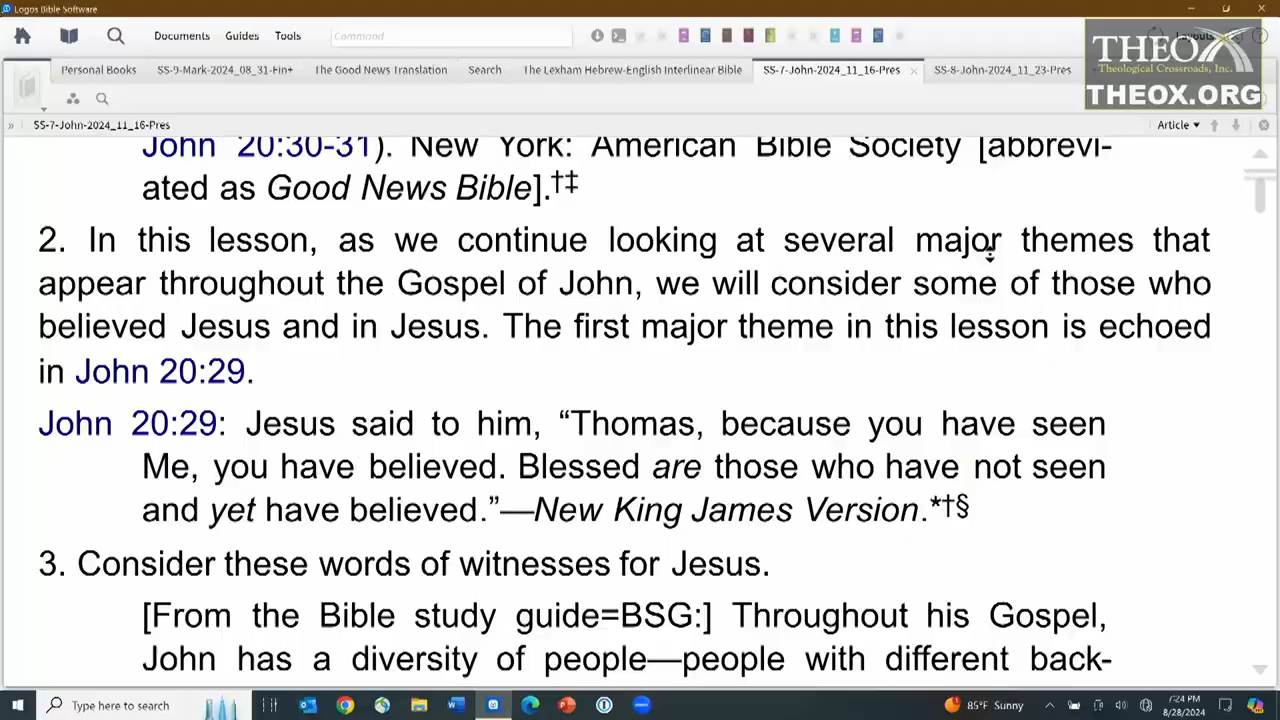 Logos Bible Software
Documents Guides Tools Command Layouts
THEOX
Theological Crossroads, Inc.
THEOX.ORG
Personal Books SS-9-Mark-2024_08_31-Fin+ The Good News The Lexham Hebrew-English Interlinear Bible SS-7-John-2024_11_16-Pres SS-8-John-2024_11_23-Pres
SS-7-John-2024_11_16-Pres Article
John 20:30-31). New York: American Bible Society [abbrevi-
ated as Good News Bible].†‡
2. In this lesson, as we continue looking at several major themes that
appear throughout the Gospel of John, we will consider some of those who
believed Jesus and in Jesus. The first major theme in this lesson is echoed
in John 20:29.
John 20:29: Jesus said to him, “Thomas, because you have seen
Me, you have believed. Blessed are those who have not seen
and yet have believed.”—New King James Version.*†§
3. Consider these words of witnesses for Jesus.
[From the Bible study guide=BSG:] Throughout his Gospel,
John has a diversity of people—people with different back-
Type here to search 85°F Sunny 7:24 PM
8/28/2024